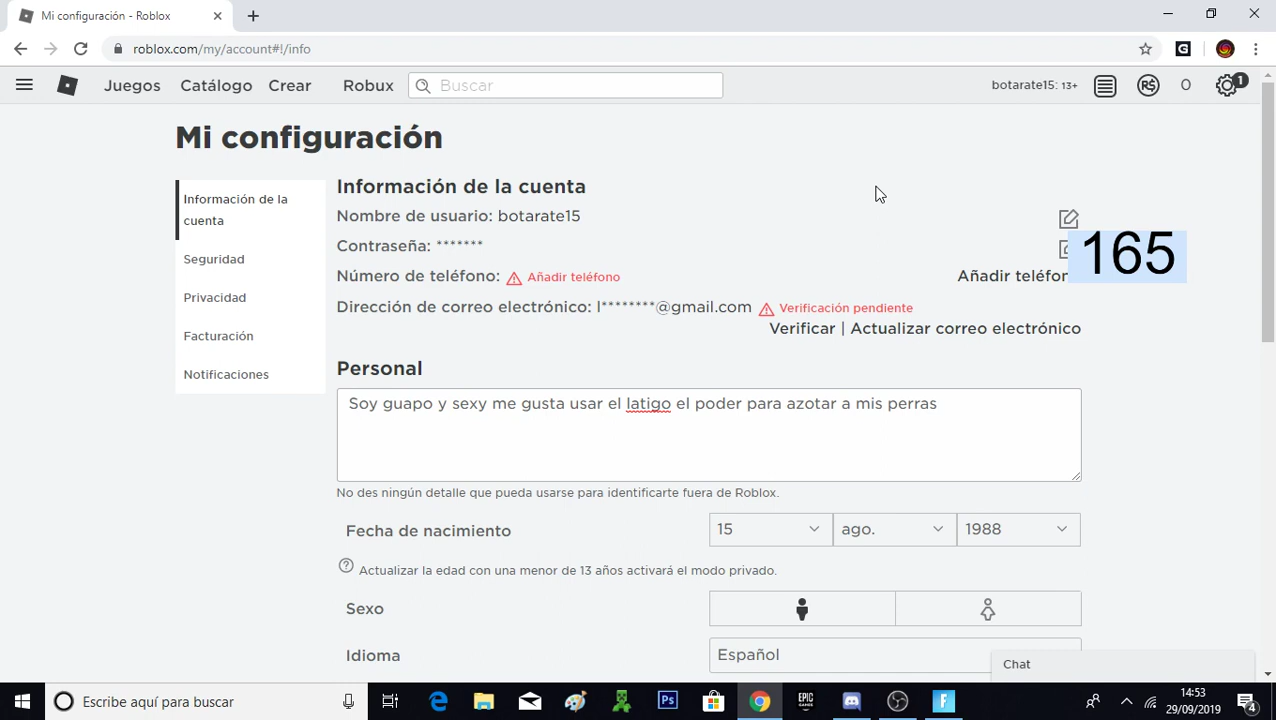 Mi configuración - Roblox
roblox.com/my/account#!/info
Juegos Catálogo Crear Robux Buscar botarate15: 13+ 0 1
Mi configuración
Información de la cuenta
Seguridad
Privacidad
Facturación
Notificaciones
Información de la cuenta
Nombre de usuario: botarate15
Contraseña: *******
165
Número de teléfono: Añadir teléfono
Dirección de correo electrónico: l********@gmail.com Verificación pendiente
Verificar | Actualizar correo electrónico
Personal
Soy guapo y sexy me gusta usar el latigo el poder para azotar a mis perras
No des ningún detalle que pueda usarse para identificarte fuera de Roblox.
Fecha de nacimiento 15 ago. 1988
Actualizar la edad con una menor de 13 años activará el modo privado.
Sexo
Idioma Español
Chat
Escribe aquí para buscar
Ps
EPIC GAMES
14:53
29/09/2019
4